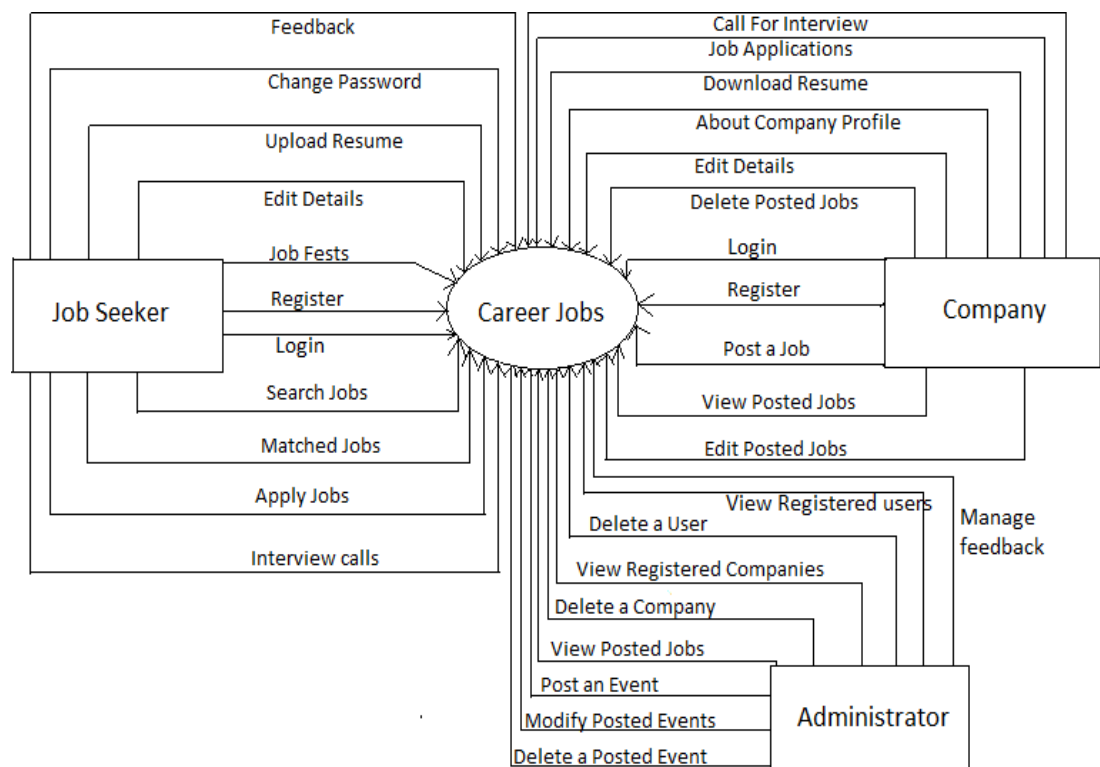 Feedback
Call For Interview
Job Applications
Change Password
Download Resume
About Company Profile
Upload Resume
Edit Details
Edit Details
Delete Posted Jobs
Job Fests
Login
Register
Register
Job Seeker
Career Jobs
Company
Login
Post a Job
Search Jobs
View Posted Jobs
Matched Jobs
Edit Posted Jobs
Apply Jobs
View Registered users
Delete a User
Manage
feedback
Interview calls
View Registered Companies
Delete a Company
View Posted Jobs
Post an Event
Administrator
Modify Posted Events
Delete a Posted Event